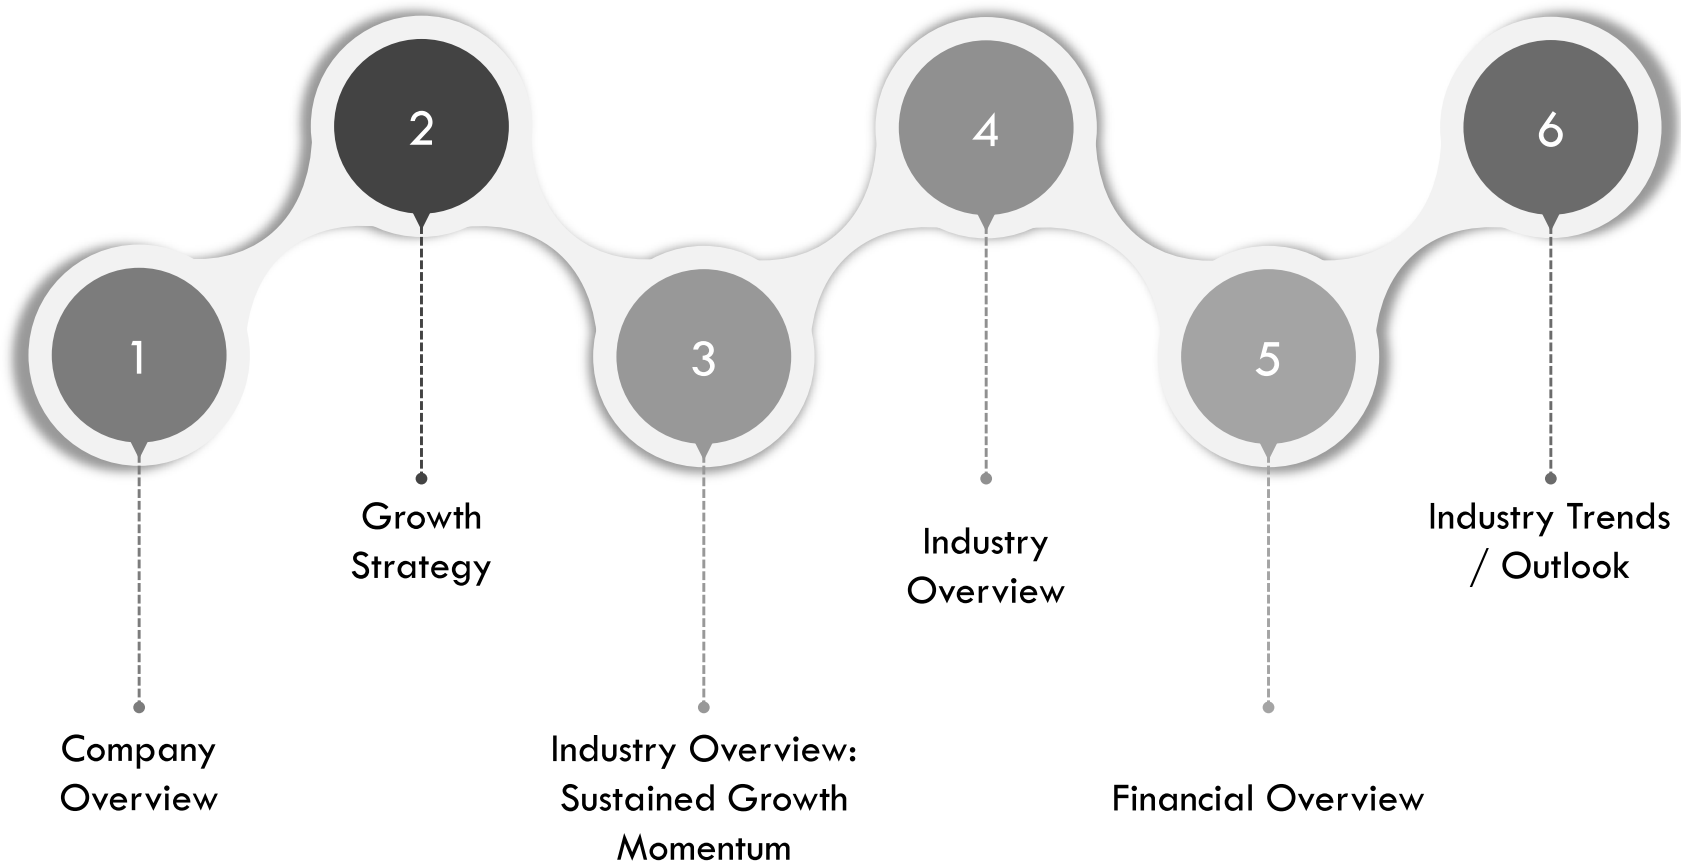 1
Company
Overview
2
Growth
Strategy
3
Industry Overview:
Sustained Growth
Momentum
4
Industry
Overview
5
Financial Overview
6
Industry Trends
/ Outlook